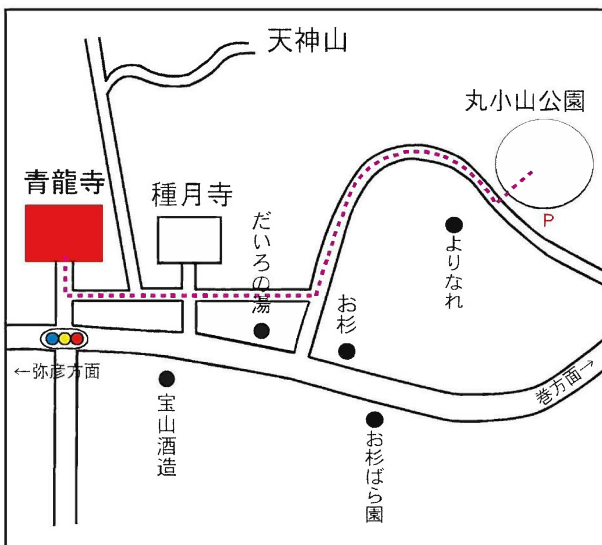 天神山
丸小山公園
青龍寺
種月寺
P
だいろの湯
よりなれ
お杉
←弥彦方面
巻方面→
宝山酒造
お杉ばら園